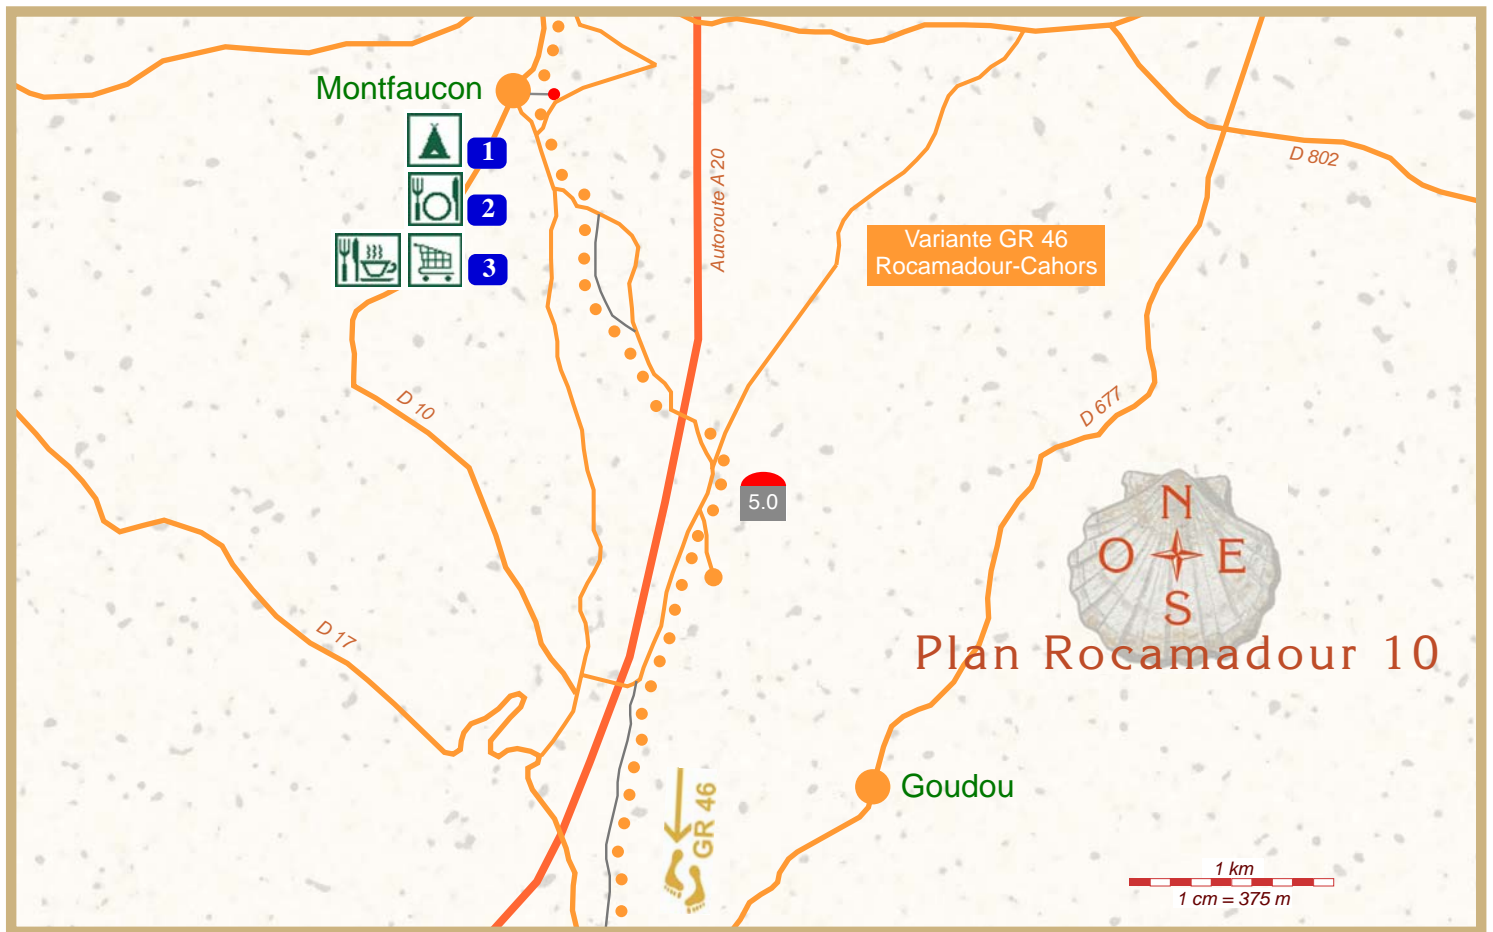 Montfaucon
1
2
3
Autoroute A 20
D 802
Variante GR 46
Rocamadour-Cahors
D 10
D 677
5.0
N
O E
S
D 17
Plan Rocamadour 10
GR 46
Goudou
1 km
1 cm = 375 m